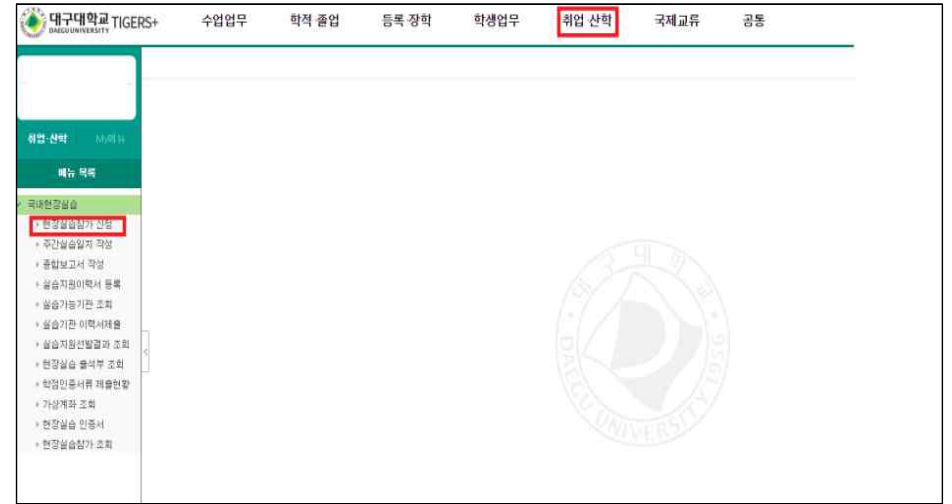 대구대학교 TIGERS+
DAEGU UNIVERSITY
수업업무 학적·졸업 등록·장학 학생업무 취업·산학 국제교류 공통
취업·산학 My메뉴
메뉴 목록
국내현장실습
현장실습참가 신청
주간실습일지 작성
종합보고서 작성
실습지원이력서 등록
실습가능기관 조회
실습기관 이력서제출
실습지원선발결과 조회
현장실습 출석부 조회
학점인증서류 제출현황
가상계좌 조회
현장실습 인증서
현장실습참가 조회
대구대학교
DAEGU UNIVERSITY 1956